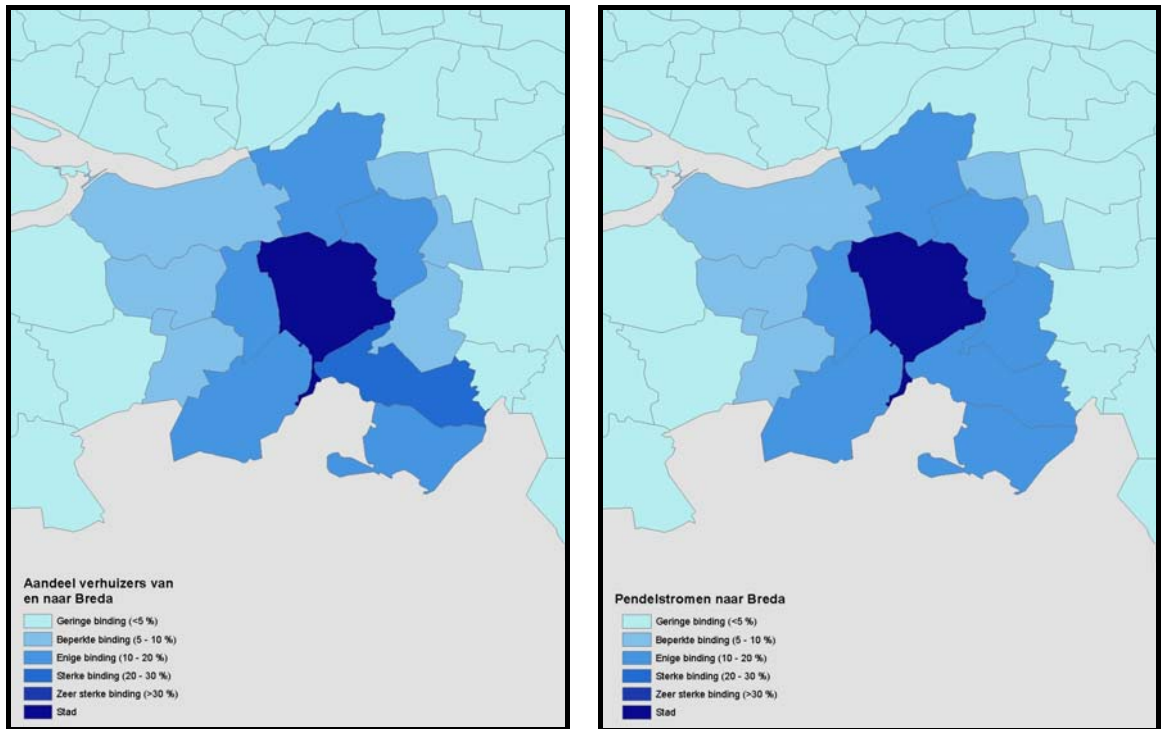 Aandeel verhuizers van
en naar Breda
Geringe binding (<5 %)
Beperkte binding (5 - 10 %)
Enige binding (10 - 20 %)
Sterke binding (20 - 30 %)
Zeer sterke binding (>30 %)
Stad
Pendelstromen naar Breda
Geringe binding (<5 %)
Beperkte binding (5 - 10 %)
Enige binding (10 - 20 %)
Sterke binding (20 - 30 %)
Zeer sterke binding (>30 %)
Stad